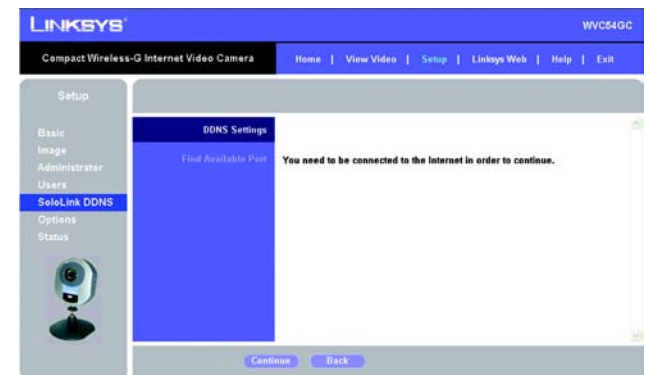 LINKSYS®
WVC54GC
Compact Wireless-G Internet Video Camera
Home | View Video | Setup | Linksys Web | Help | Exit
Setup
Basic
Image
Administrator
Users
SoloLink DDNS
Options
Status
DDNS Settings
Find Available Port
You need to be connected to the Internet in order to continue.
Continue
Back